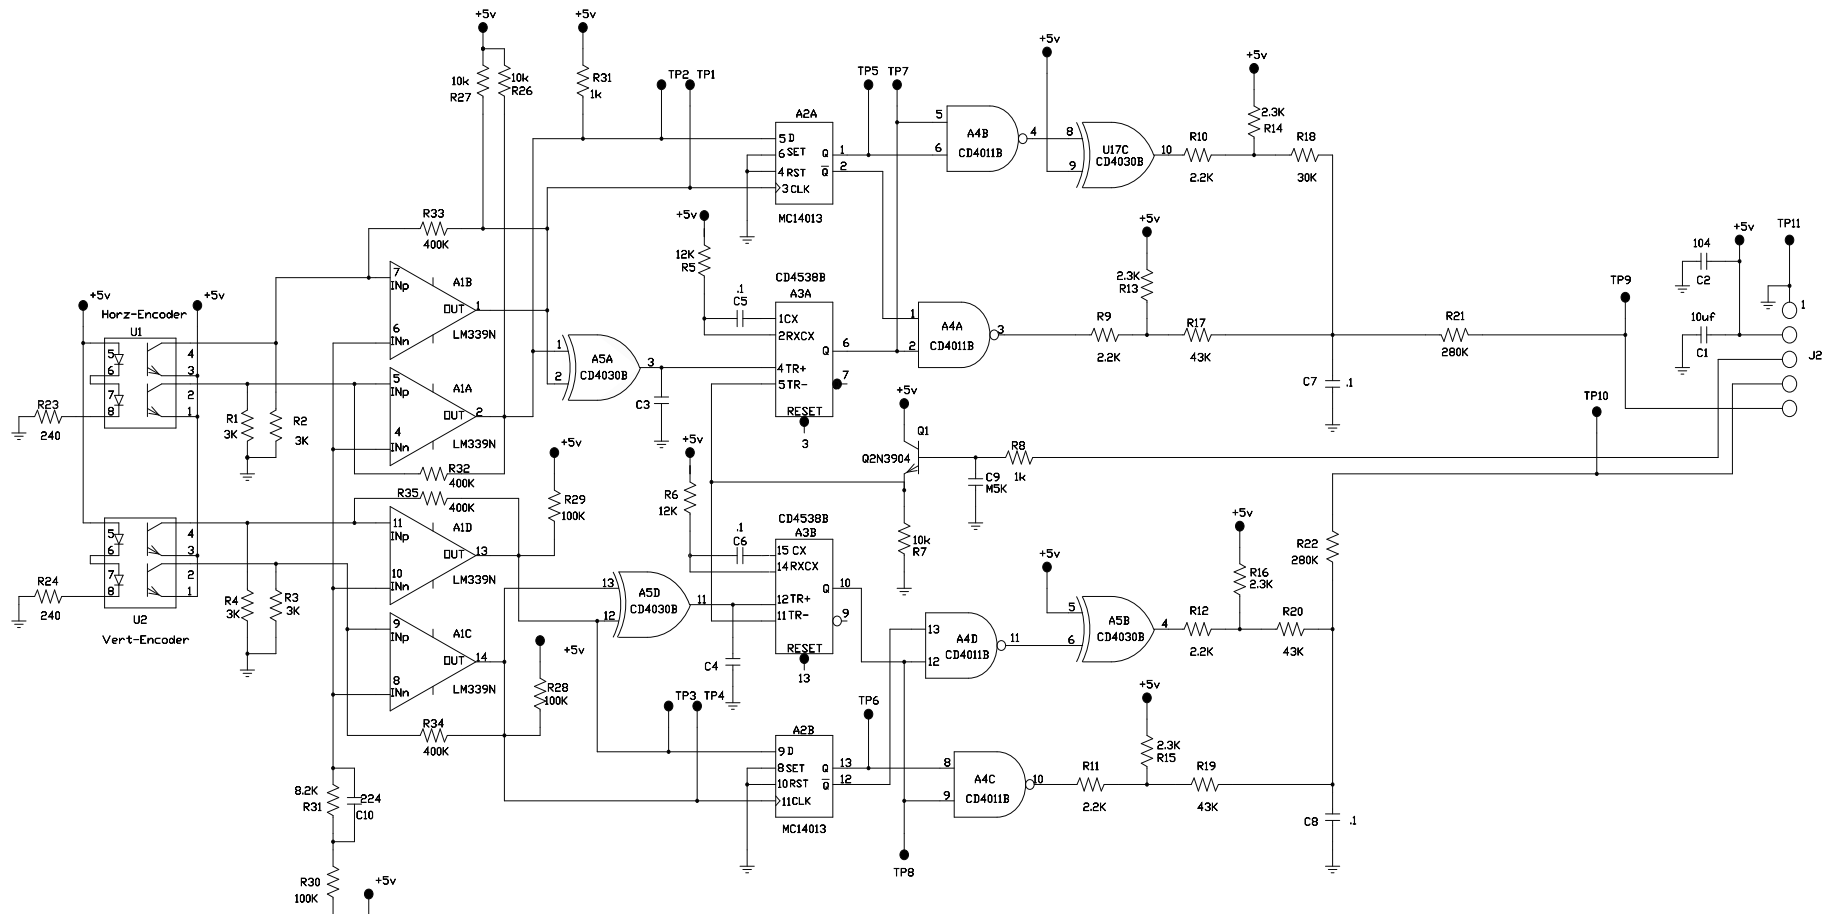 +5v
+5v
10k
R27
10k
R26
R31
1k
TP2
TP1
TP5
TP7
+5v
+5v
A2A
5 D
6 SET
4 RST
3 CLK
Q
Q
1
2
MC14013
5
6
A4B
CD4011B
4
8
9
U17C
CD4030B
10
R10
2.2K
2.3K
R14
R18
30K
R33
400K
+5v
12K
R5
.1
C5
CD4538B
A3A
1 CX
2 RXCX
Q
6
4 TR+
5 TR-
7
RESET
3
1
2
A4A
CD4011B
3
+5v
2.3K
R13
R9
2.2K
R17
43K
C7
.1
R21
280K
TP9
104
C2
10uf
C1
+5v
TP11
1
J2
TP10
+5v
Horz-Encoder
U1
+5v
5
6
7
8
4
3
2
1
R23
240
R1
3K
R2
3K
7
INp
6
INn
A1B
OUT
1
LM339N
5
INp
4
INn
A1A
OUT
2
LM339N
1
2
A5A
CD4030B
3
C3
R32
400K
R35
400K
+5v
R29
100K
+5v
R6
12K
.1
C6
+5v
Q1
Q2N3904
C9
M5K
R8
1k
10k
R7
5
6
7
8
4
3
2
1
U2
Vert-Encoder
R24
240
R4
3K
R3
3K
11
INp
10
INn
A1D
OUT
13
LM339N
9
INp
8
INn
A1C
OUT
14
LM339N
R34
400K
+5v
R28
100K
13
12
A5D
CD4030B
11
C4
CD4538B
A3B
15 CX
14 RXCX
Q
10
12 TR+
11 TR-
9
RESET
13
13
12
A4D
CD4011B
11
+5v
5
6
A5B
CD4030B
4
R12
2.2K
+5v
R16
2.3K
R20
43K
R22
280K
TP3
TP4
TP6
A2B
9 D
8 SET
10 RST
11 CLK
Q
Q
13
12
MC14013
8
9
A4C
CD4011B
10
TP8
R11
2.2K
+5v
2.3K
R15
R19
43K
C8
.1
8.2K
R31
224
C10
R30
100K
+5v